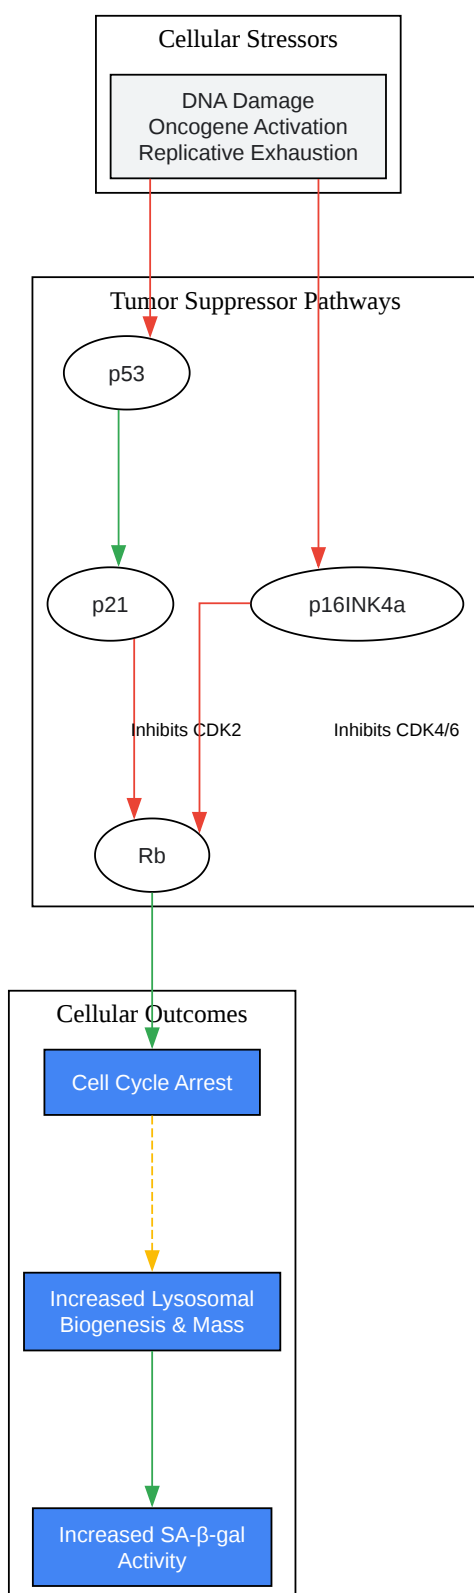 Cellular Stressors
DNA Damage
Oncogene Activation
Replicative Exhaustion
Tumor Suppressor Pathways
p53
p21
p16INK4a
Inhibits CDK2
Inhibits CDK4/6
Rb
Cellular Outcomes
Cell Cycle Arrest
Increased Lysosomal
Biogenesis & Mass
Increased SA-β-gal
Activity